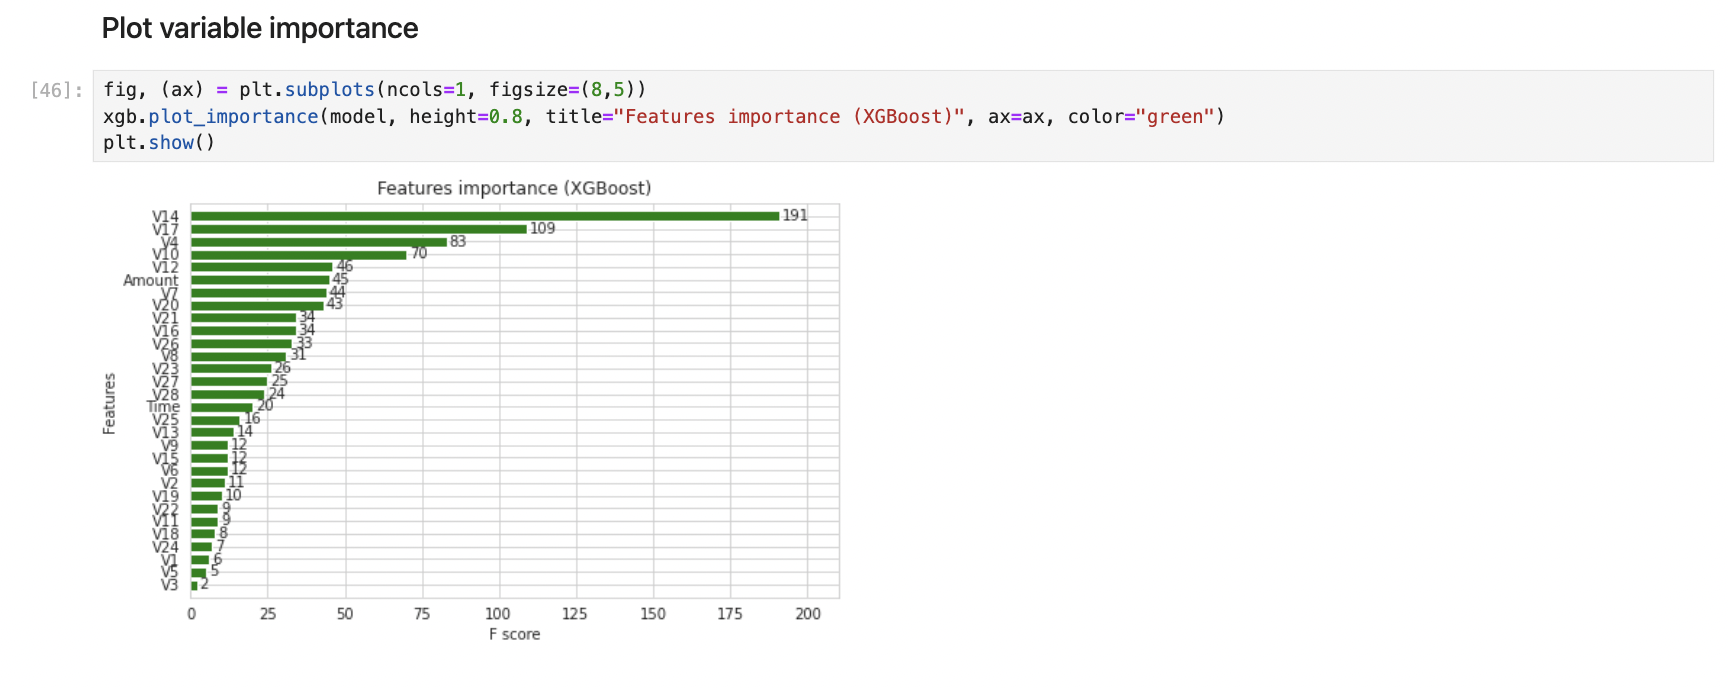 Plot variable importance
[46]:
fig, (ax) = plt.subplots(ncols=1, figsize=(8,5))
xgb.plot_importance(model, height=0.8, title="Features importance (XGBoost)", ax=ax, color="green")
plt.show()
Features importance (XGBoost)
V14 191
V17 109
V4 83
V10 70
V12 46
Amount 45
V7 44
V20 43
V21 34
V16 34
V26 33
V8 31
V23 26
V27 25
V28 24
Time 20
V25 16
V13 14
V9 12
V15 12
V6 12
V2 11
V19 10
V22 9
V11 9
V18 8
V24 7
V1 6
V5 5
V3 2
Features
0 25 50 75 100 125 150 175 200
F score